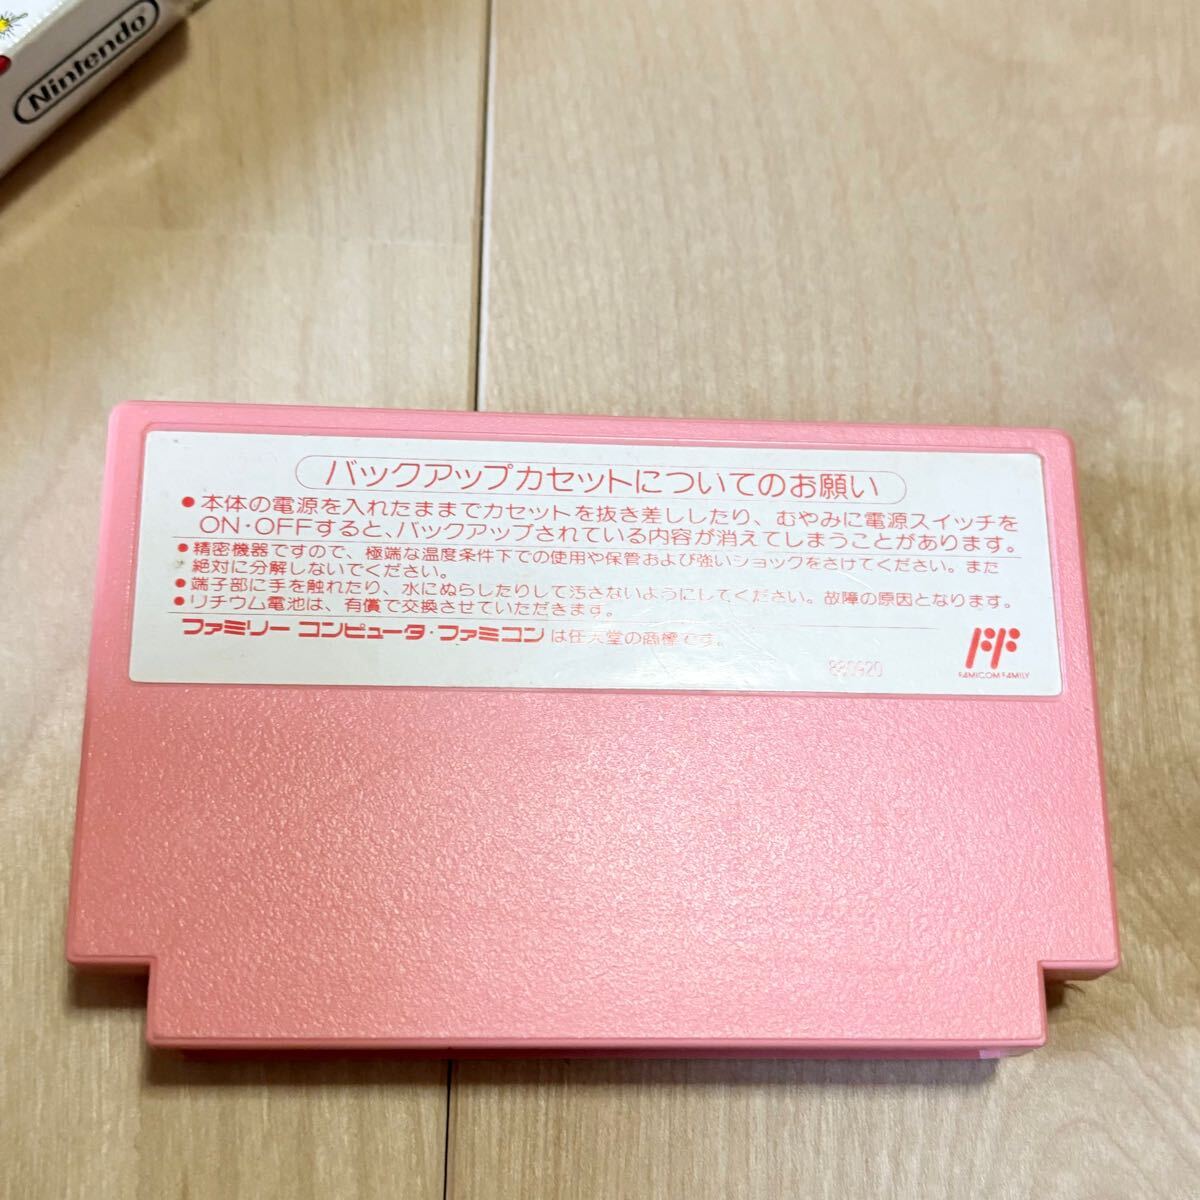 Nintendo
バックアップカセットについてのお願い
●本体の電源を入れたままでカセットを抜き差ししたり、むやみに電源スイッチを
ON・OFFすると、バックアップされている内容が消えてしまうことがあります。
●精密機器ですので、極端な温度条件下での使用や保管および強いショックをさけてください。また
絶対に分解しないでください。
●端子部に手を触れたり、水にぬらしたりして汚さないようにしてください。故障の原因となります。
●リチウム電池は、有償で交換させていただきます。
ファミリー コンピュータ・ファミコン は任天堂の商標です。
880920
FAMICOM FAMILY